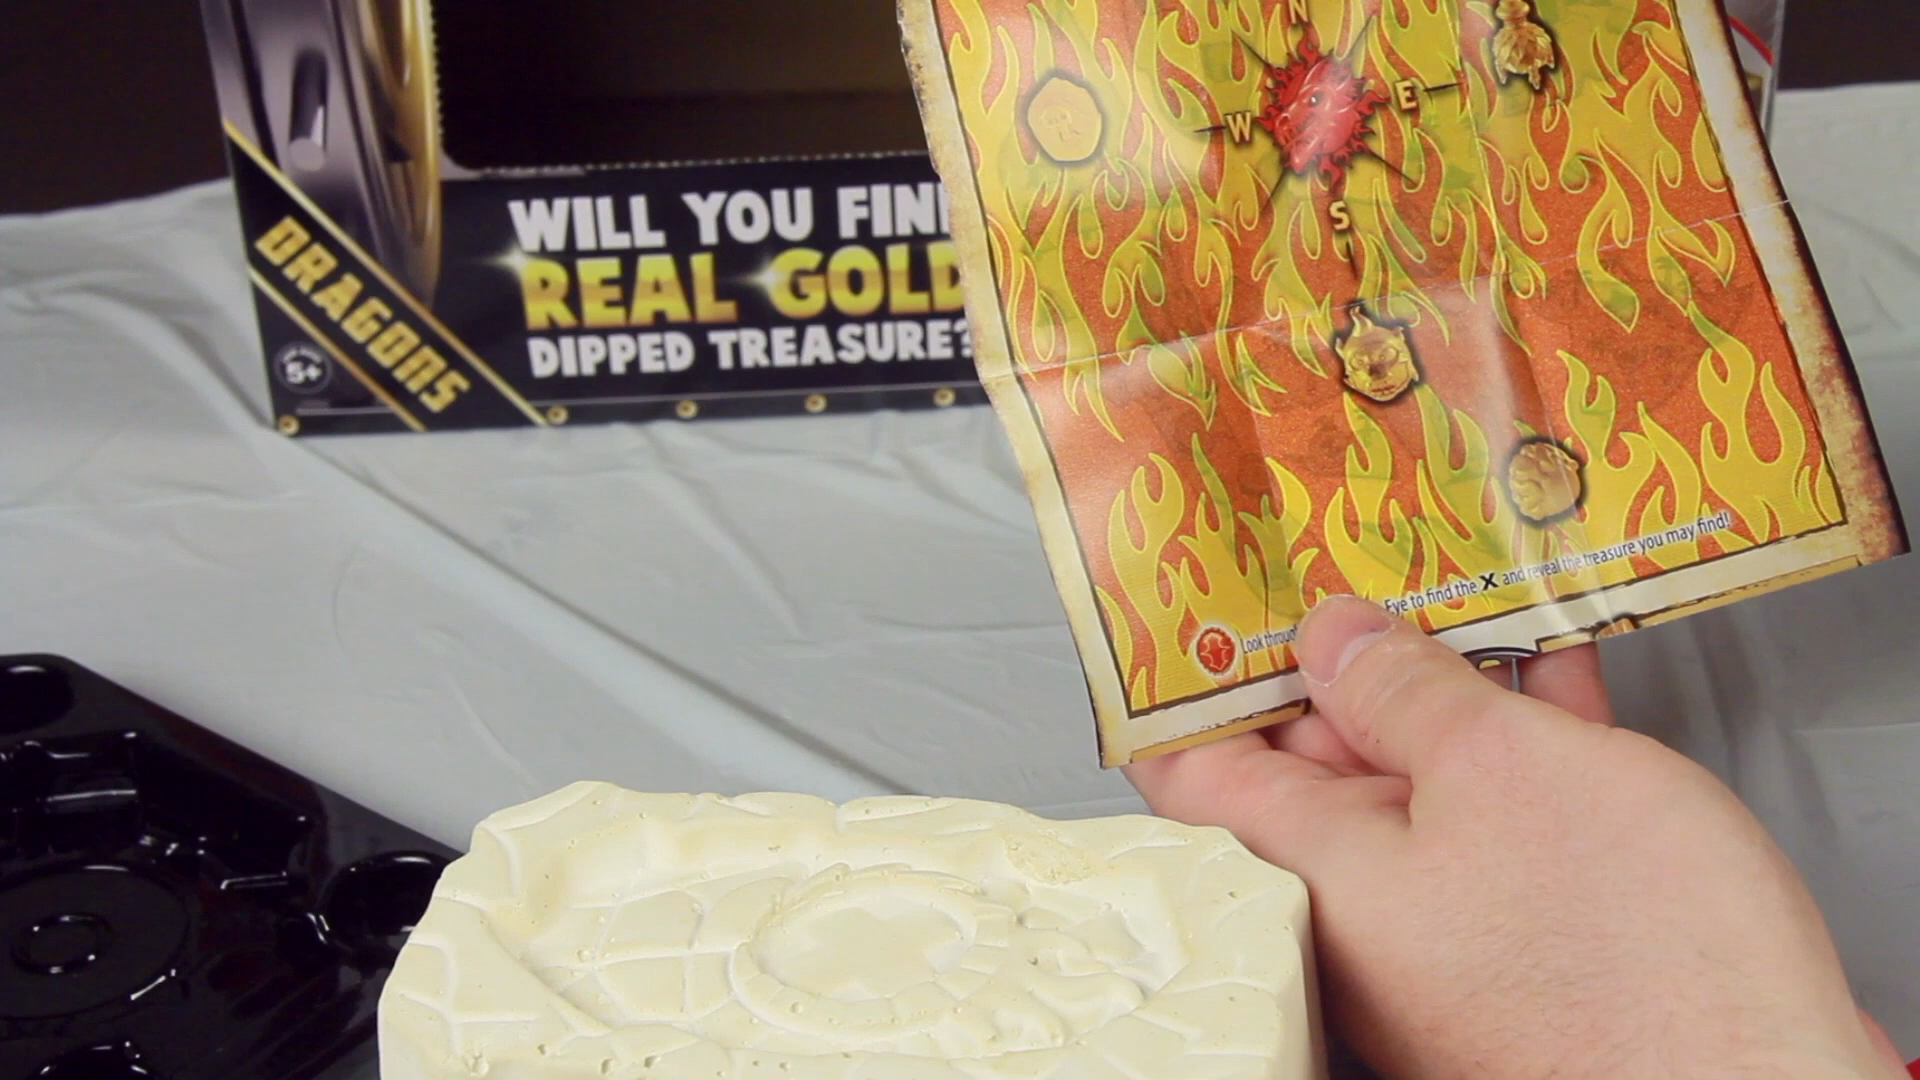 WILL YOU FIN
REAL GOLD
DIPPED TREASURE?
DRAGONS
5+
N
W
E
S
Look through
Eye to find the X and reveal the treasure you may find!